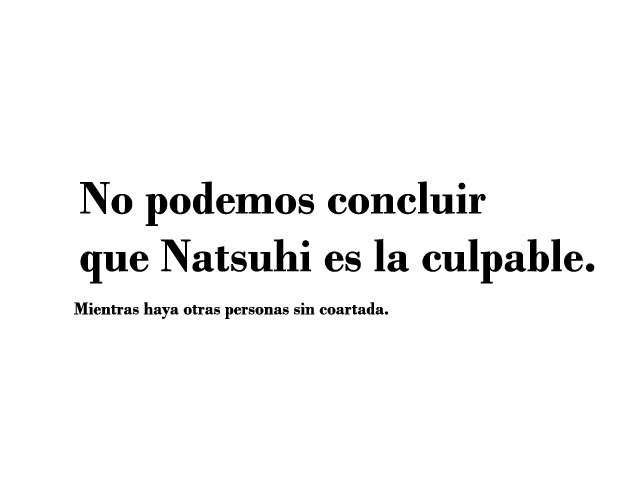 No podemos concluir
que Natsuhi es la culpable.
Mientras haya otras personas sin coartada.